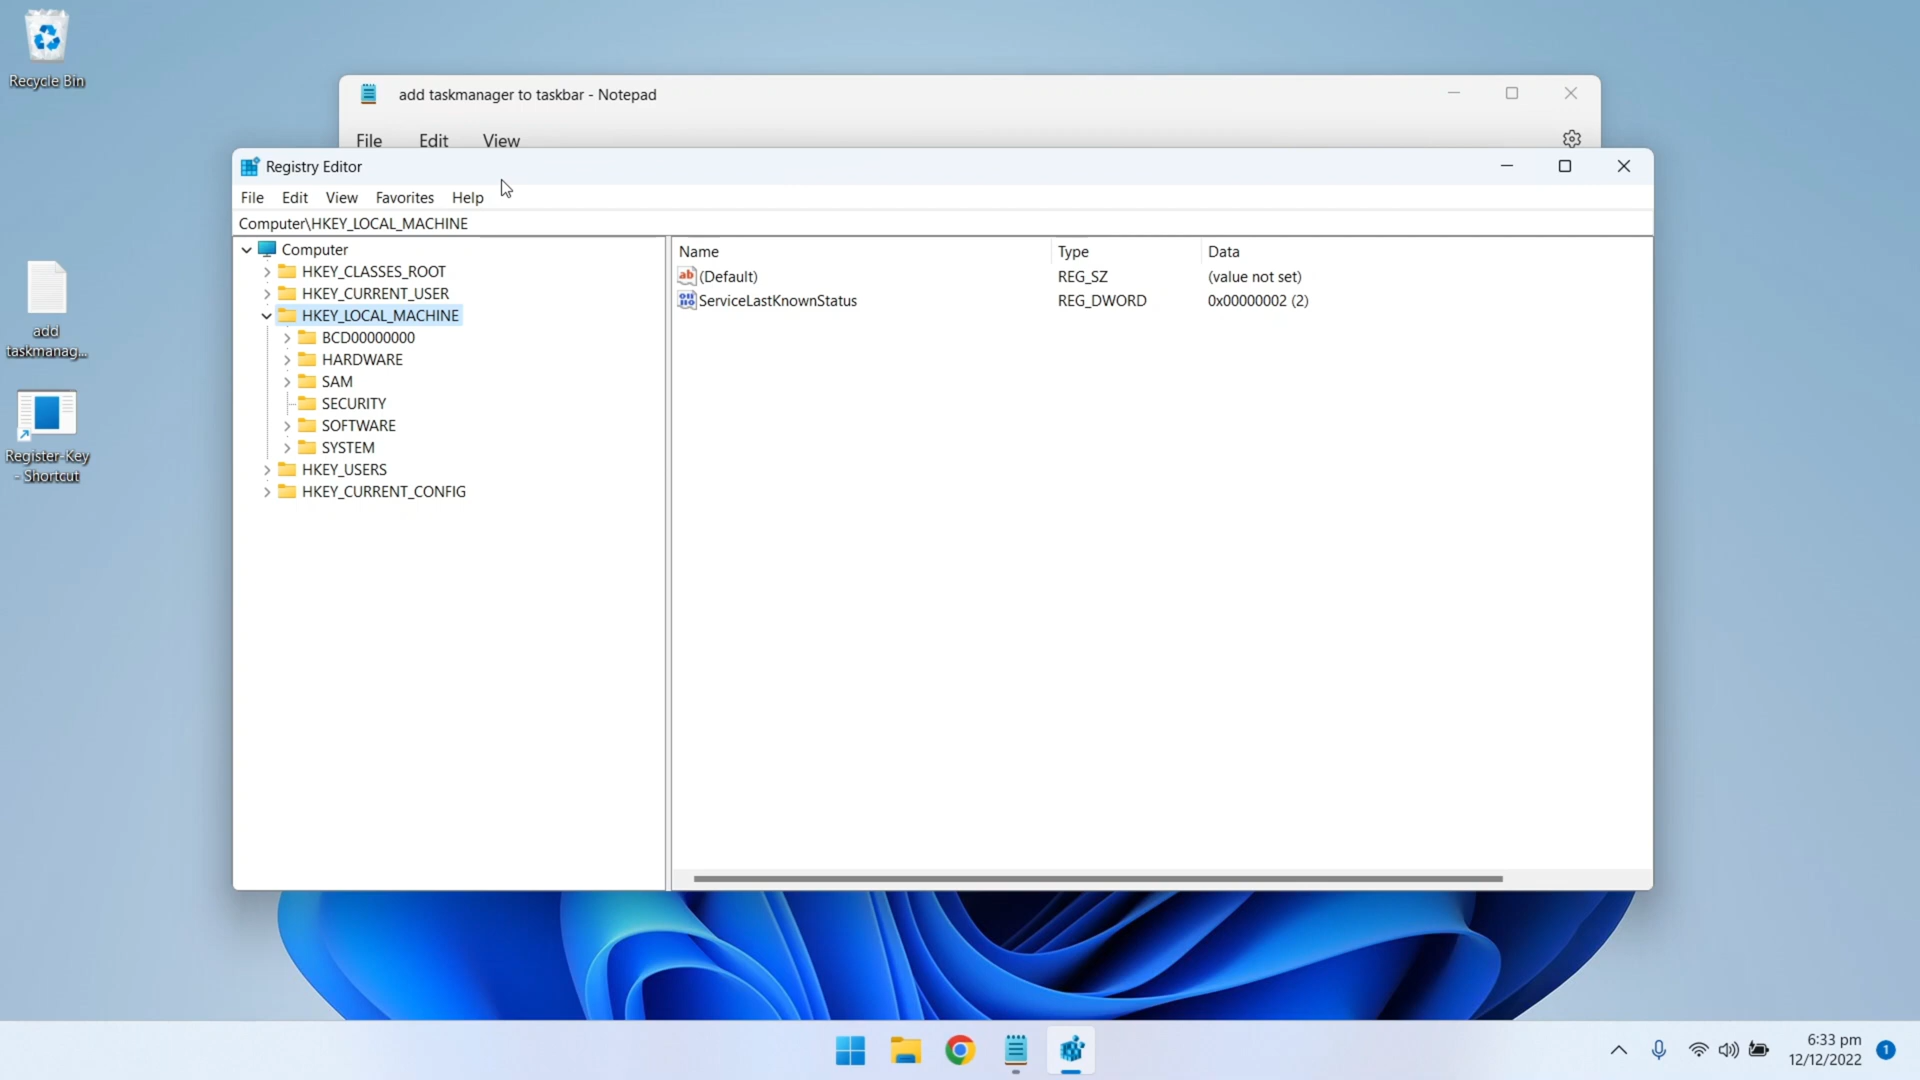 Recycle Bin
add taskmanager to taskbar - Notepad
File Edit View
Registry Editor
File Edit View Favorites Help
Computer\HKEY_LOCAL_MACHINE
Computer
HKEY_CLASSES_ROOT
HKEY_CURRENT_USER
HKEY_LOCAL_MACHINE
BCD00000000
HARDWARE
SAM
SECURITY
SOFTWARE
SYSTEM
HKEY_USERS
HKEY_CURRENT_CONFIG
Name Type Data
(Default) REG_SZ (value not set)
ServiceLastKnownStatus REG_DWORD 0x00000002 (2)
add
taskmanag...
Register-Key
- Shortcut
6:33 pm
12/12/2022
1